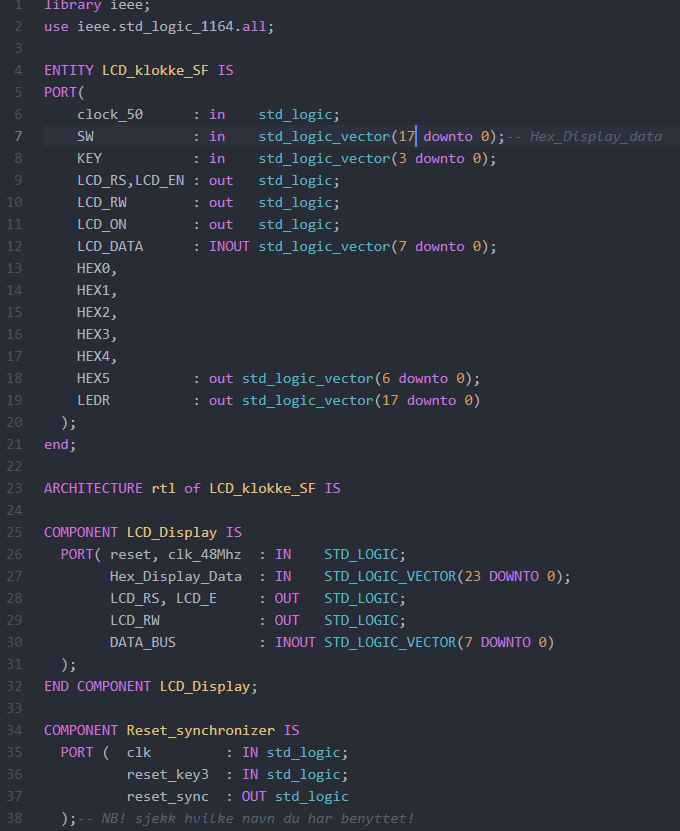 1 library ieee;
2 use ieee.std_logic_1164.all;
3
4 ENTITY LCD_klokke_SF IS
5 PORT(
6     clock_50      : in    std_logic;
7     SW            : in    std_logic_vector(17 downto 0);-- Hex_Display_data
8     KEY           : in    std_logic_vector(3 downto 0);
9     LCD_RS,LCD_EN : out   std_logic;
10     LCD_RW        : out   std_logic;
11     LCD_ON        : out   std_logic;
12     LCD_DATA      : INOUT std_logic_vector(7 downto 0);
13     HEX0,
14     HEX1,
15     HEX2,
16     HEX3,
17     HEX4,
18     HEX5          : out std_logic_vector(6 downto 0);
19     LEDR          : out std_logic_vector(17 downto 0)
20   );
21 end;
22
23 ARCHITECTURE rtl of LCD_klokke_SF IS
24
25 COMPONENT LCD_Display IS
26   PORT( reset, clk_48Mhz  : IN    STD_LOGIC;
27         Hex_Display_Data  : IN    STD_LOGIC_VECTOR(23 DOWNTO 0);
28         LCD_RS, LCD_E     : OUT   STD_LOGIC;
29         LCD_RW            : OUT   STD_LOGIC;
30         DATA_BUS          : INOUT STD_LOGIC_VECTOR(7 DOWNTO 0)
31   );
32 END COMPONENT LCD_Display;
33
34 COMPONENT Reset_synchronizer IS
35   PORT (  clk         : IN std_logic;
36           reset_key3  : IN std_logic;
37           reset_sync  : OUT std_logic
38   );-- NB! sjekk hvilke navn du har benyttet!